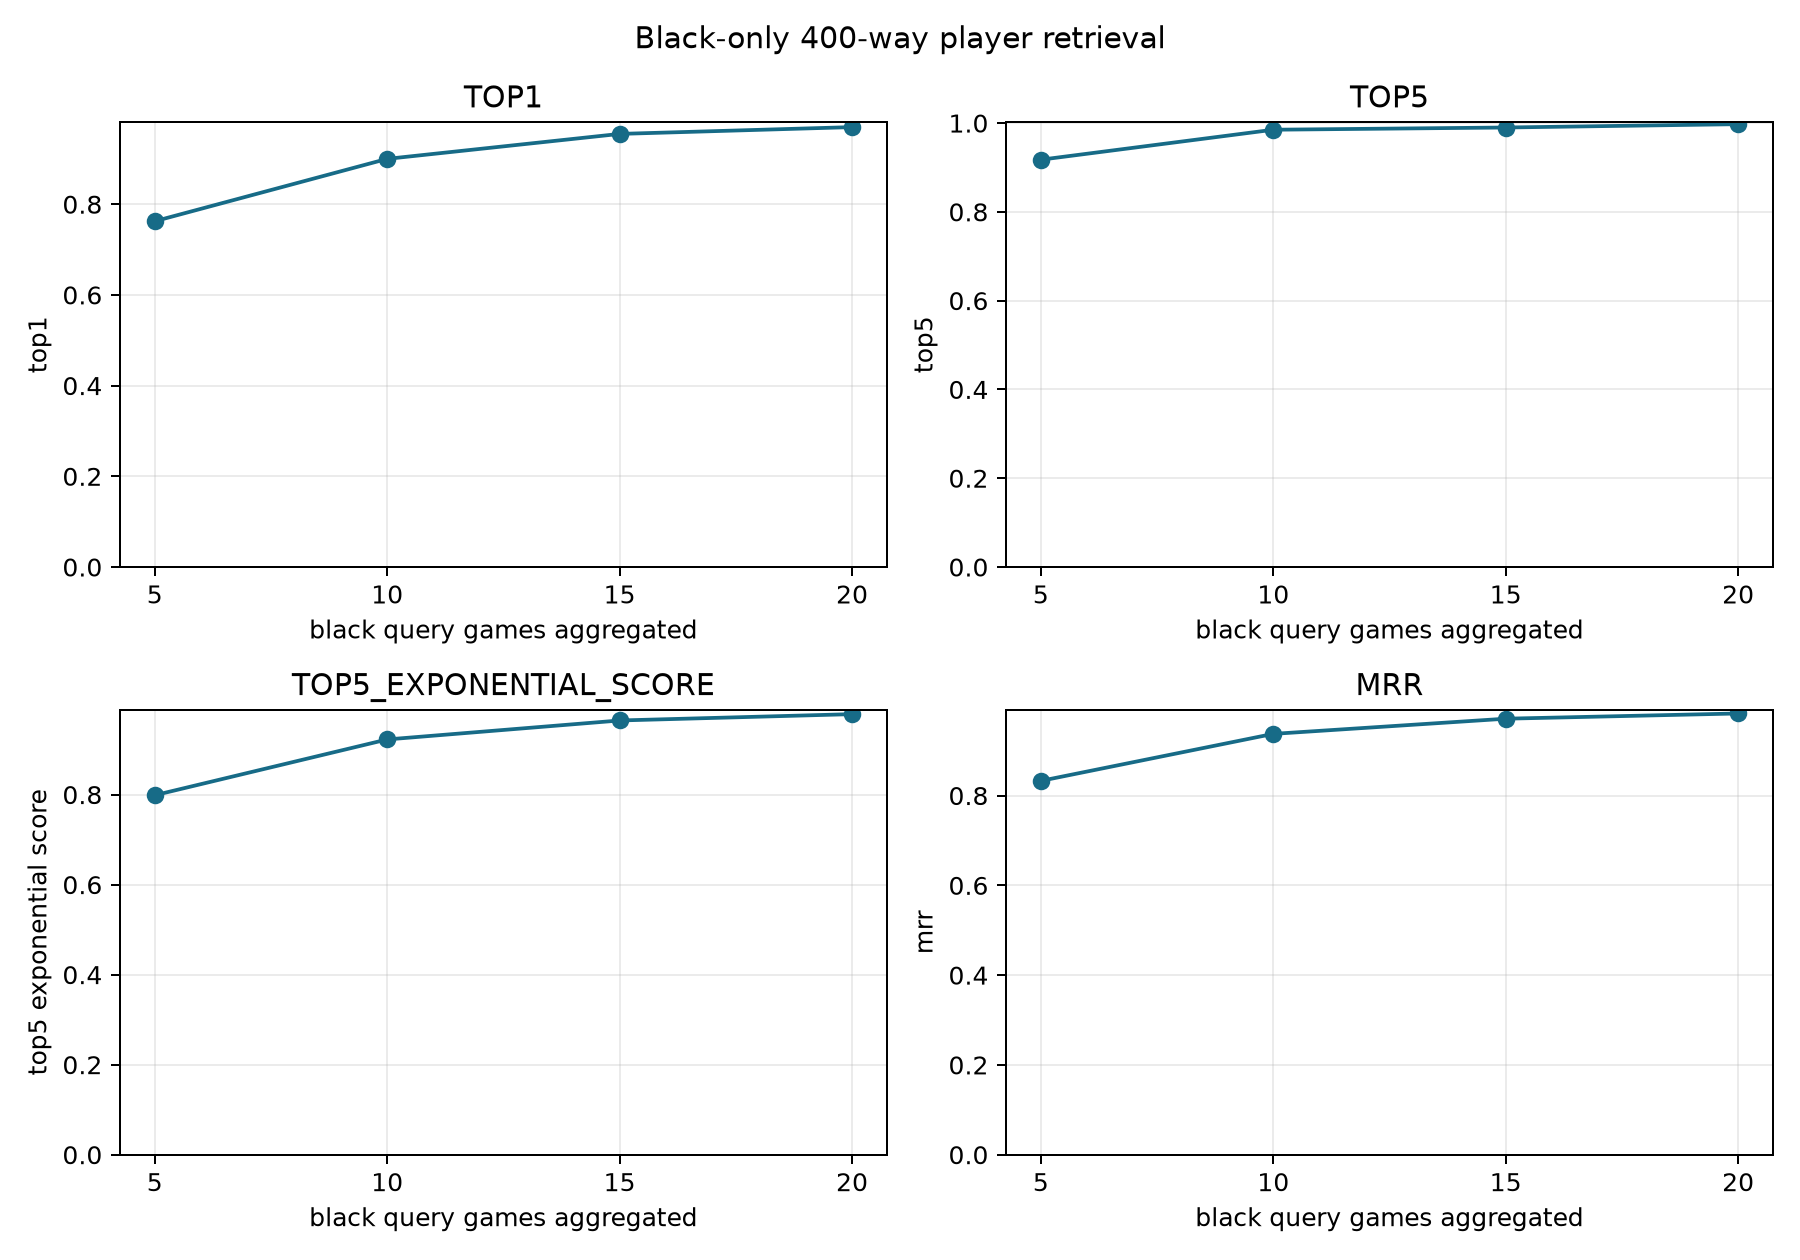 Black-only 400-way player retrieval
TOP1
0.8
0.6
0.4
0.2
0.0
top1
5 10 15 20
black query games aggregated
TOP5
1.0
0.8
0.6
0.4
0.2
0.0
top5
5 10 15 20
black query games aggregated
TOP5_EXPONENTIAL_SCORE
0.8
0.6
0.4
0.2
0.0
top5 exponential score
5 10 15 20
black query games aggregated
MRR
0.8
0.6
0.4
0.2
0.0
mrr
5 10 15 20
black query games aggregated